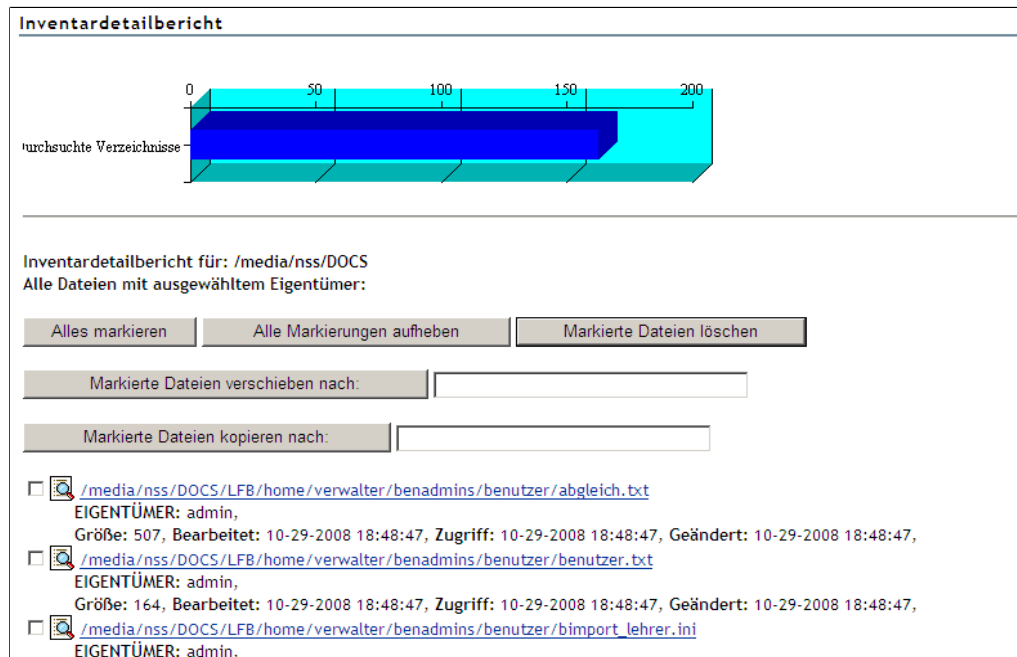 Inventardetailbericht
0 50 100 150 200
urchsuchte Verzeichnisse
Inventardetailbericht für: /media/nss/DOCS
Alle Dateien mit ausgewähltem Eigentümer:
Alles markieren Alle Markierungen aufheben Markierte Dateien löschen
Markierte Dateien verschieben nach:
Markierte Dateien kopieren nach:
/media/nss/DOCS/LFB/home/verwalter/benadmins/benutzer/abgleich.txt
EIGENTÜMER: admin,
Größe: 507, Bearbeitet: 10-29-2008 18:48:47, Zugriff: 10-29-2008 18:48:47, Geändert: 10-29-2008 18:48:47,
/media/nss/DOCS/LFB/home/verwalter/benadmins/benutzer/benutzer.txt
EIGENTÜMER: admin,
Größe: 164, Bearbeitet: 10-29-2008 18:48:47, Zugriff: 10-29-2008 18:48:47, Geändert: 10-29-2008 18:48:47,
/media/nss/DOCS/LFB/home/verwalter/benadmins/benutzer/bimport_lehrer.ini
EIGENTÜMER: admin,